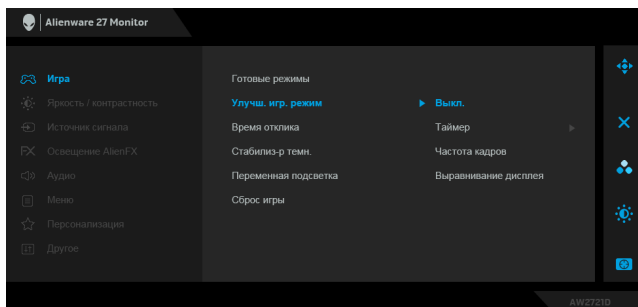 Alienware 27 Monitor
Игра
Яркость / контрастность
Источник сигнала
Освещение AlienFX
Аудио
Меню
Персонализация
Другое
Готовые режимы
Улучш. игр. режим
Время отклика
Стабилиз-р темн.
Переменная подсветка
Сброс игры
Выкл.
Таймер
Частота кадров
Выравнивание дисплея
AW2721D